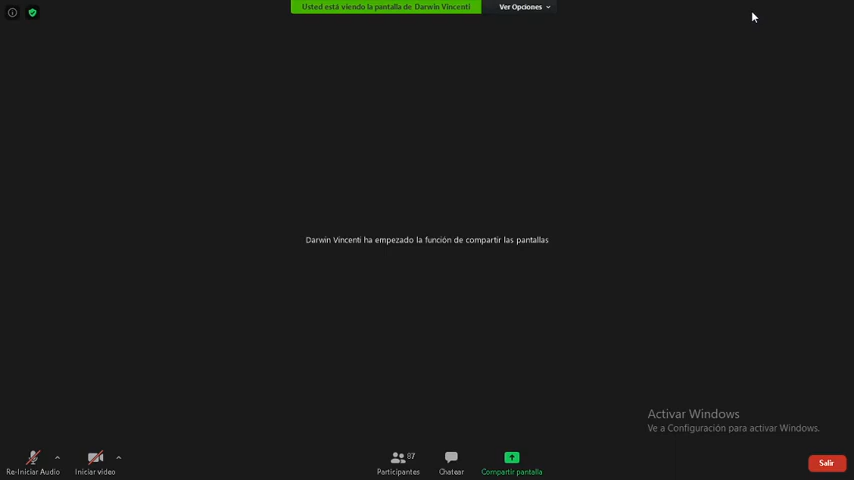 Usted está viendo la pantalla de Darwin Vincenti
Ver Opciones
Darwin Vincenti ha empezado la función de compartir las pantallas
Activar Windows
Ve a Configuración para activar Windows.
87
Re-Iniciar Audio
Iniciar video
Participantes
Chatear
Compartir pantalla
Salir